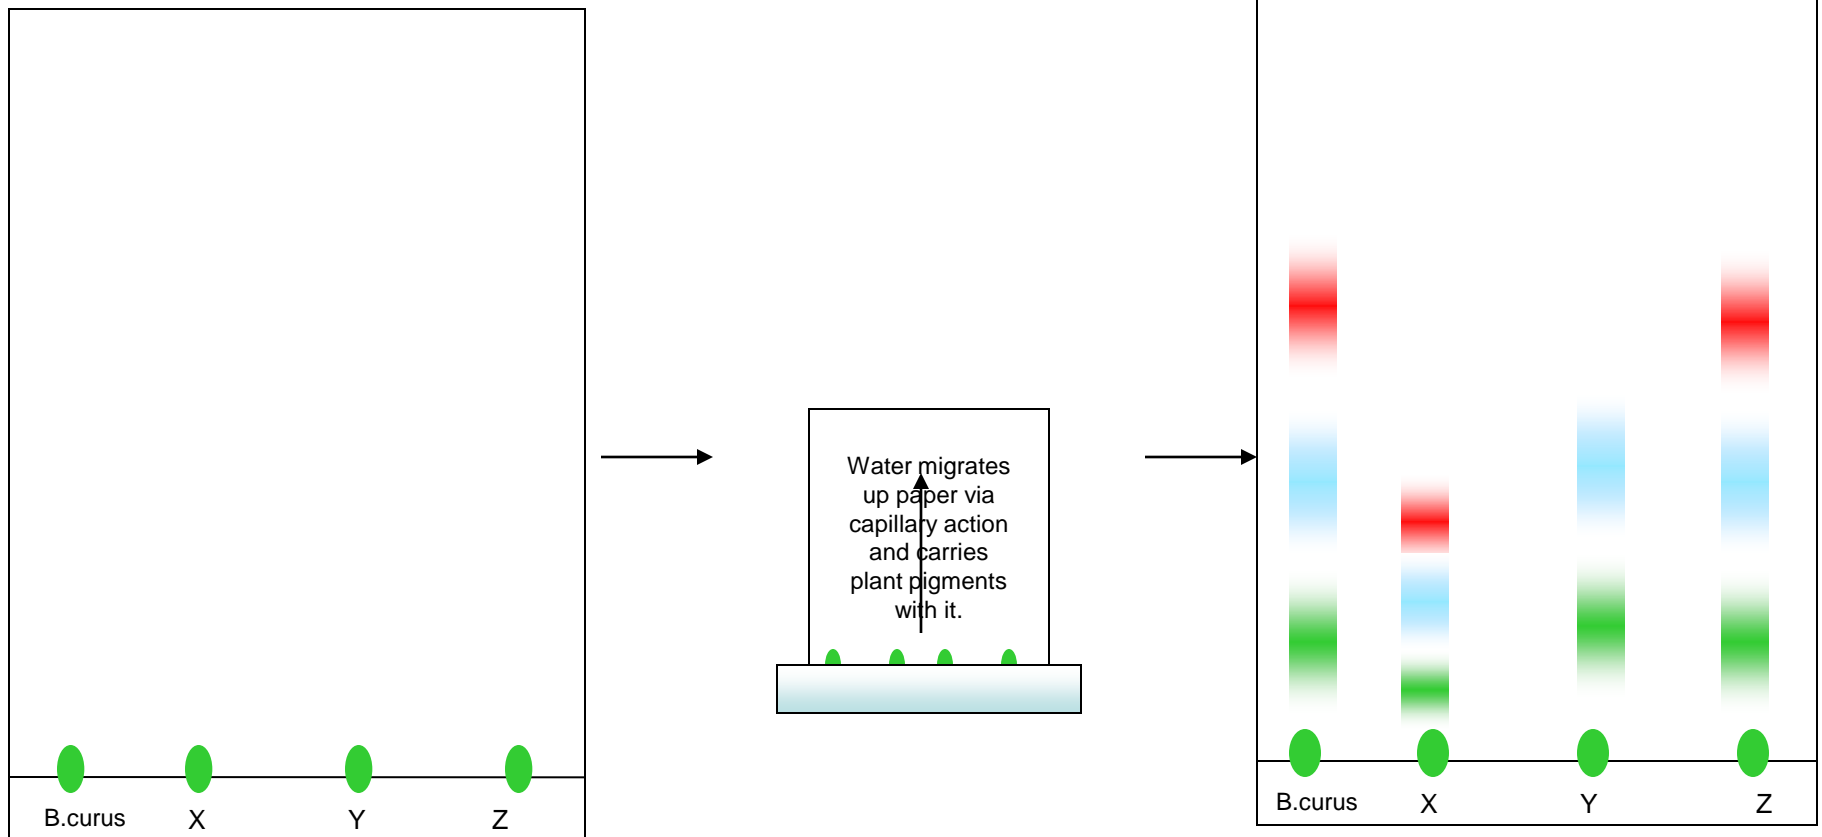 B.curus X Y Z
Water migrates
up paper via
capillary action
and carries
plant pigments
with it.
B.curus X Y Z